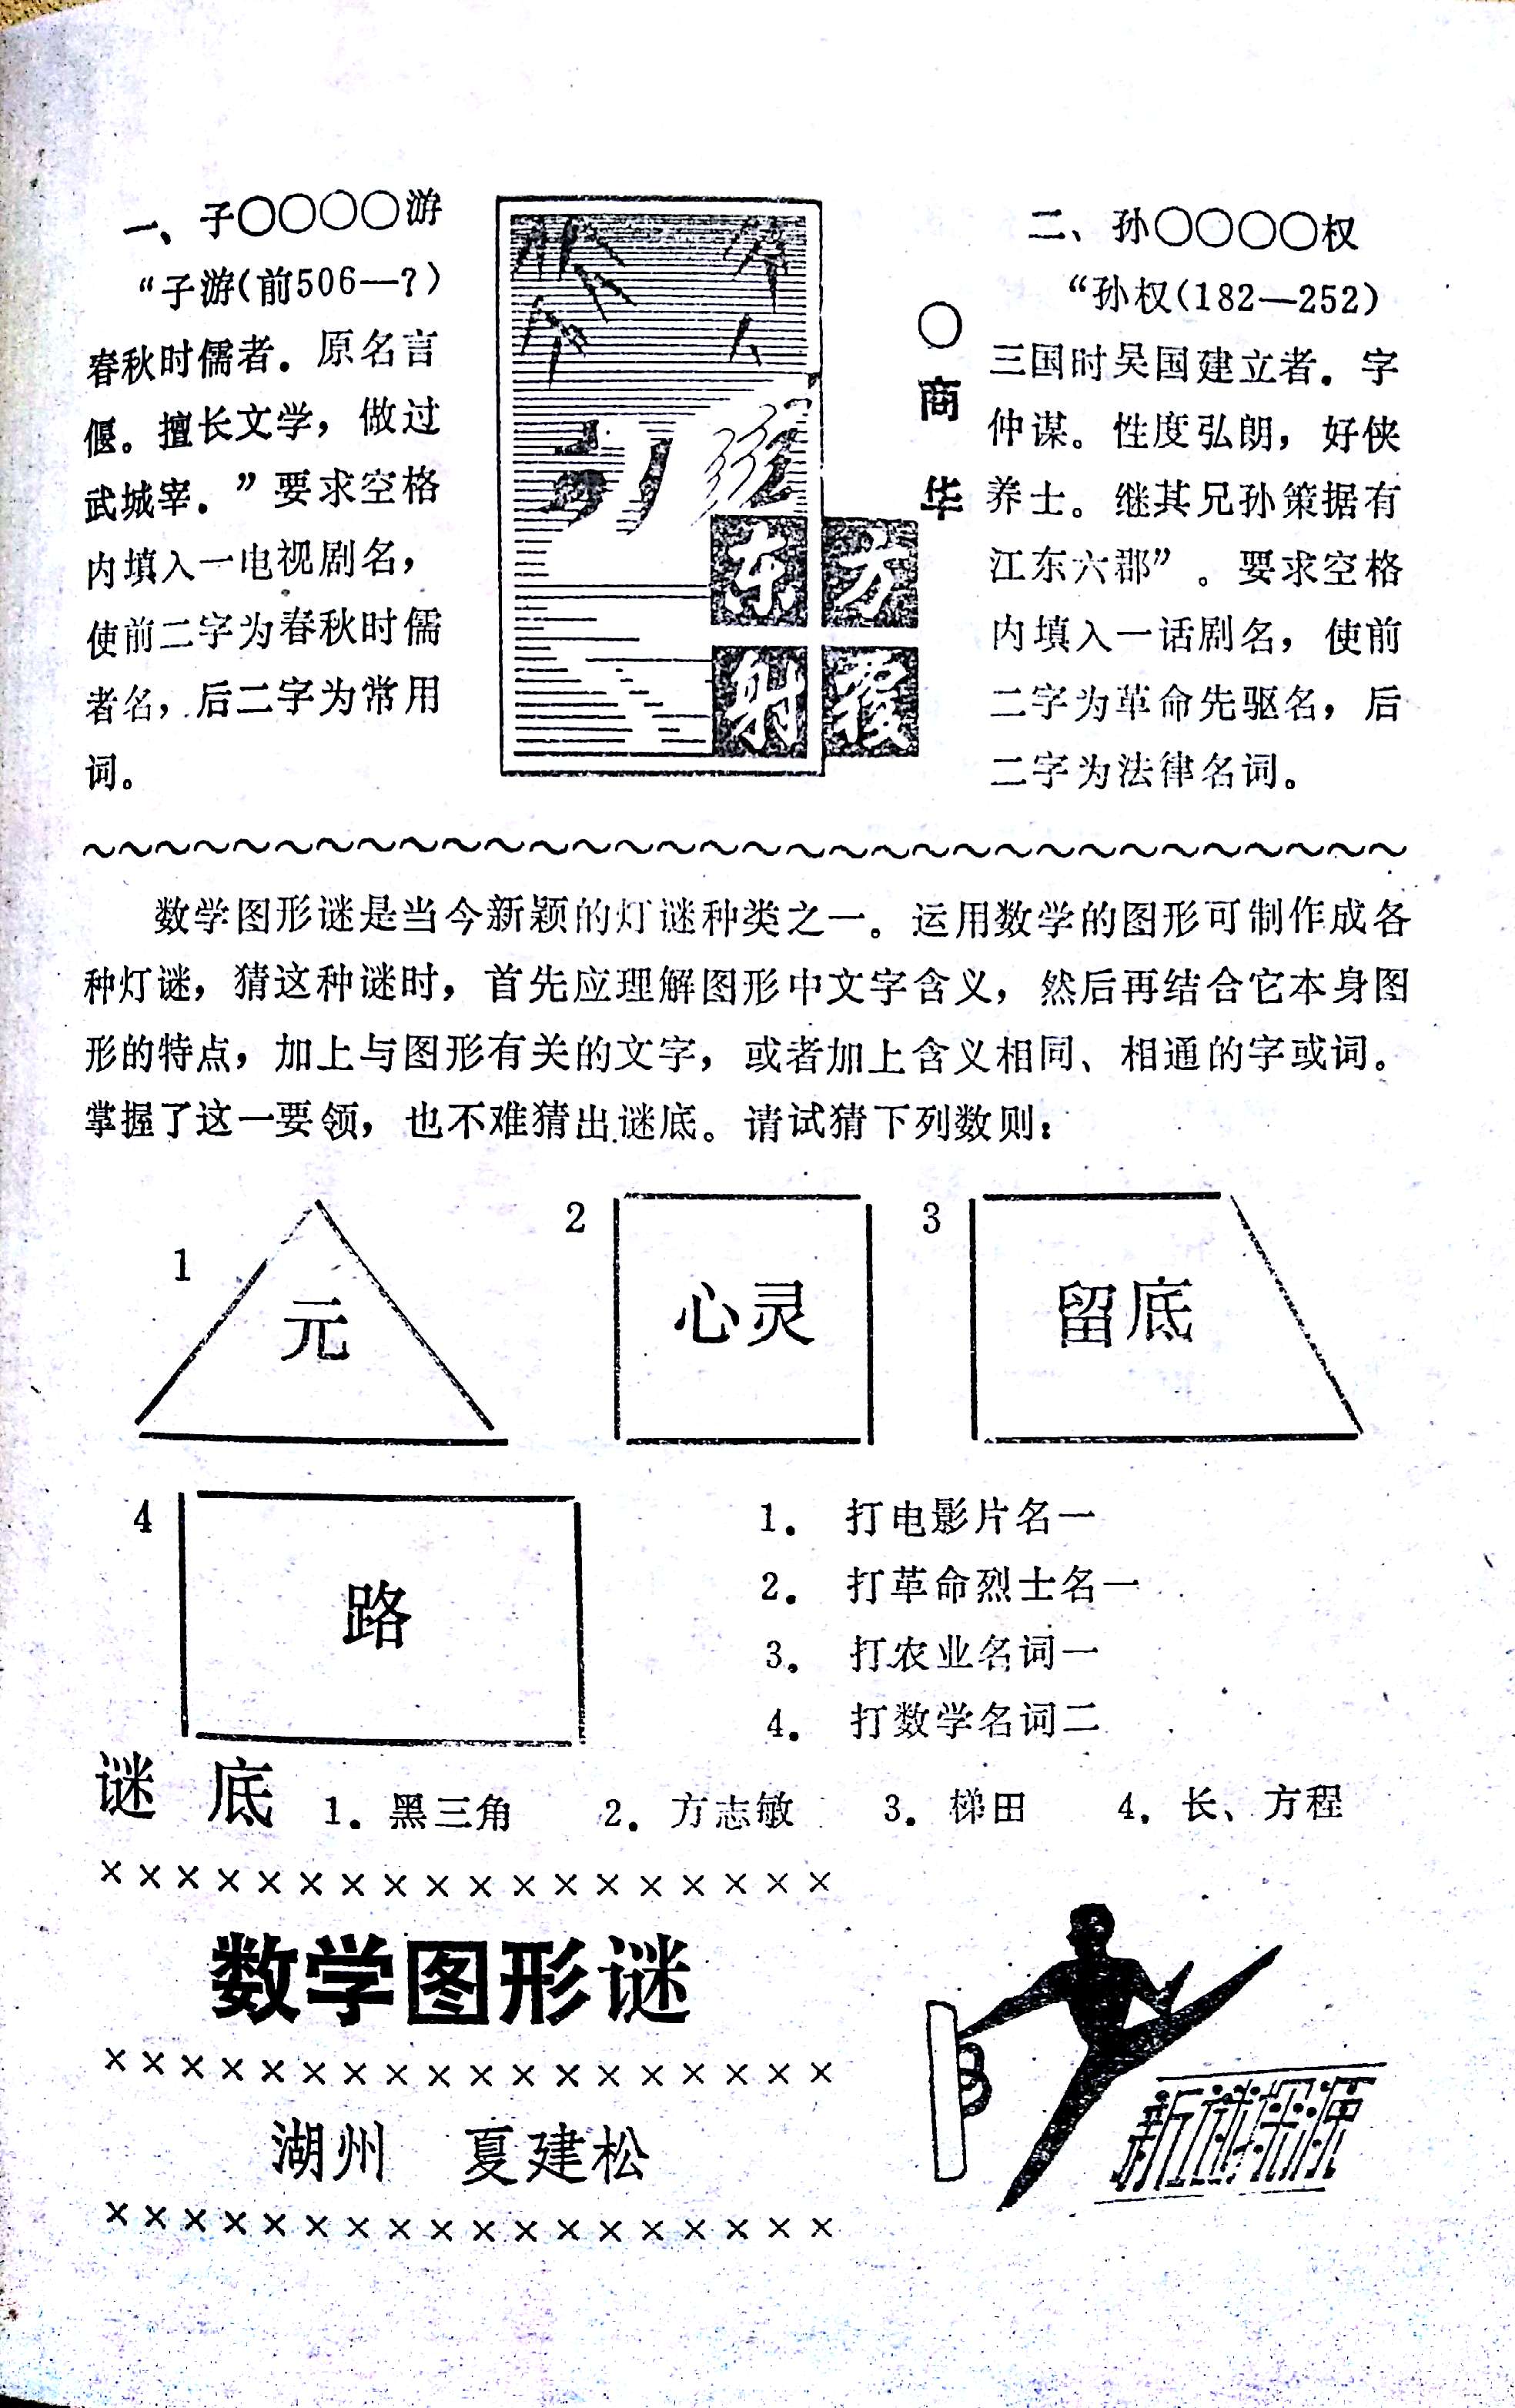 一、子○○○○游
“子游（前506—?）
春秋时儒者。原名言
偃。擅长文学，做过
武城宰。”要求空格
内填入一电视剧名，
使前二字为春秋时儒
者名，后二字为常用
词。
东方
射覆
○
商
华
二、孙○○○○权
“孙权(182—252)
三国时吴国建立者。字
仲谋。性度弘朗，好侠
养士。继其兄孙策据有
江东六郡”。要求空格
内填入一话剧名，使前
二字为革命先驱名，后
二字为法律名词。
数学图形谜是当今新颖的灯谜种类之一。运用数学的图形可制作成各
种灯谜，猜这种谜时，首先应理解图形中文字含义，然后再结合它本身图
形的特点，加上与图形有关的文字，或者加上含义相同、相通的字或词。
掌握了这一要领，也不难猜出谜底。请试猜下列数则：
1
元
2
心灵
3
留底
4
路
1. 打电影片名一
2. 打革命烈士名一
3. 打农业名词一
4. 打数学名词二
谜底 1. 黑三角 2. 方志敏 3. 梯田 4. 长、方程
××××××××××××××××××
数学图形谜
××××××××××××××××××
湖州 夏建松
××××××××××××××××××
新谜探源